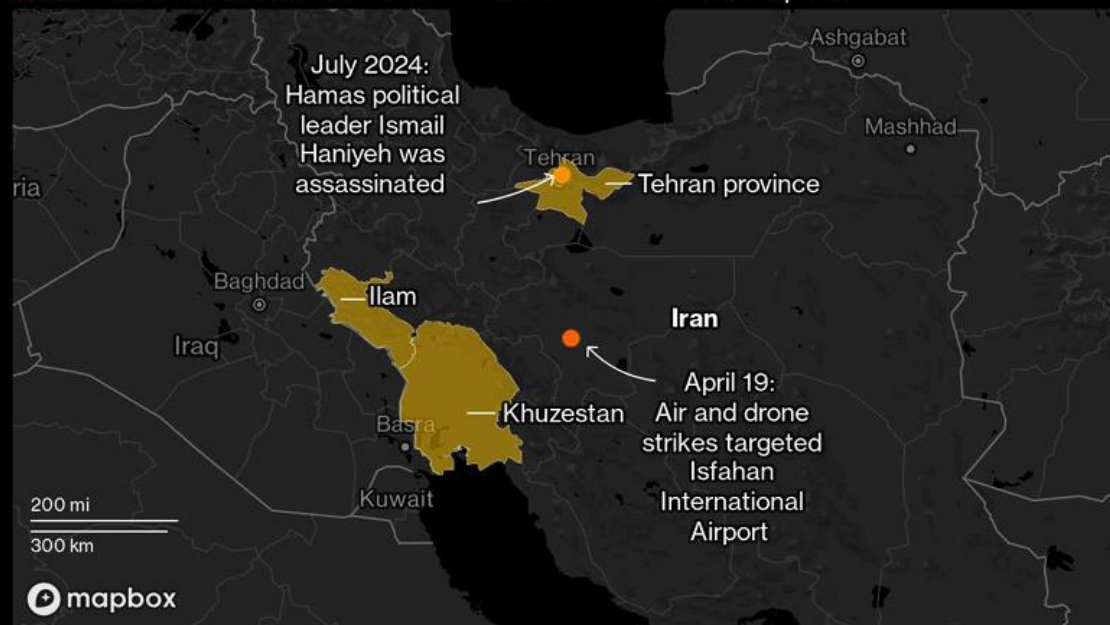 Ashgabat
July 2024:
Hamas political
leader Ismail
Haniyeh was
assassinated
Mashhad
Tehran
Tehran province
ria
Baghdad
Ilam
Iran
Iraq
April 19:
Air and drone
strikes targeted
Isfahan
International
Airport
Khuzestan
Basra
Kuwait
200 mi
300 km
mapbox